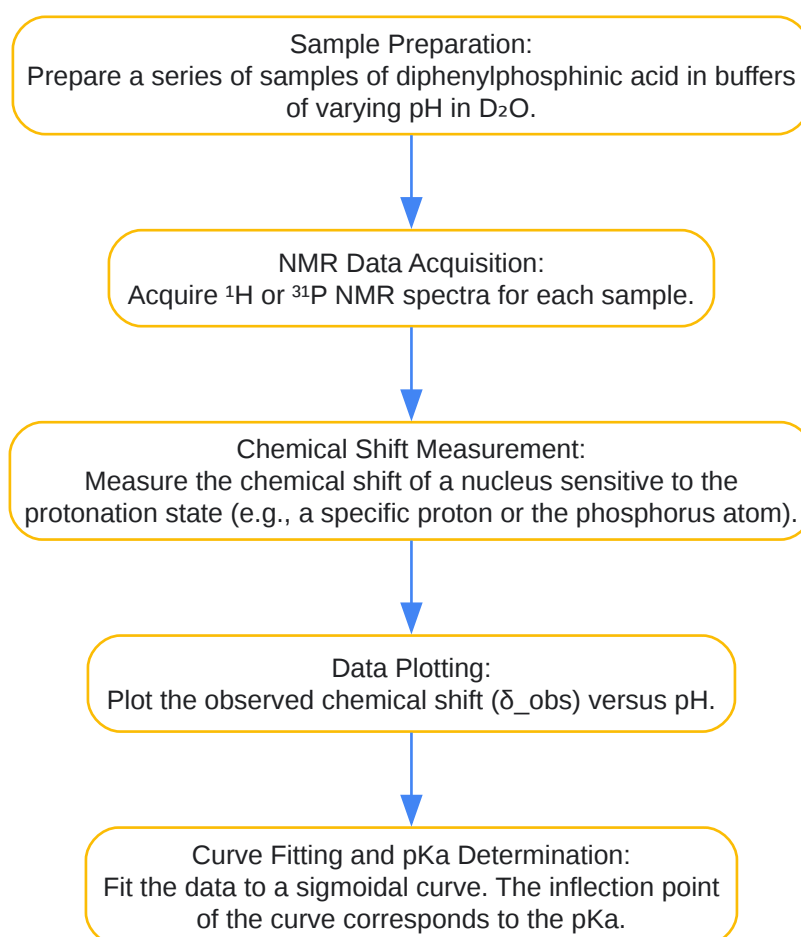 Sample Preparation:
Prepare a series of samples of diphenylphosphinic acid in buffers
of varying pH in D₂O.
NMR Data Acquisition:
Acquire ¹H or ³¹P NMR spectra for each sample.
Chemical Shift Measurement:
Measure the chemical shift of a nucleus sensitive to the
protonation state (e.g., a specific proton or the phosphorus atom).
Data Plotting:
Plot the observed chemical shift (δ_obs) versus pH.
Curve Fitting and pKa Determination:
Fit the data to a sigmoidal curve. The inflection point
of the curve corresponds to the pKa.